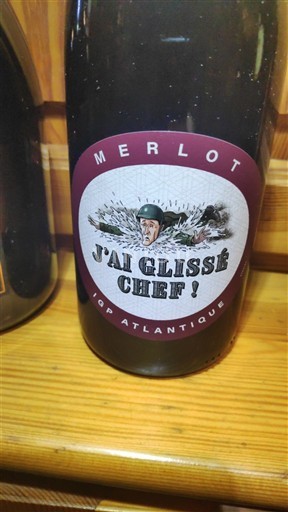 MERLOT
J'AI GLISSÉ
CHEF !
IGP ATLANTIQUE